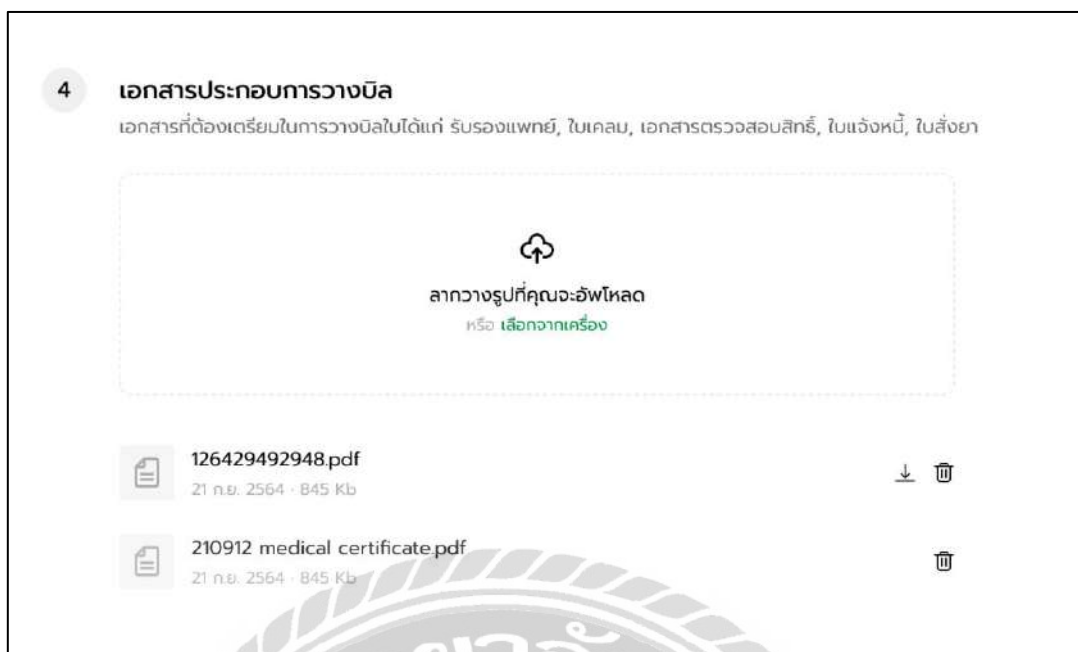 4
เอกสารประกอบการวางบิล
เอกสารที่ต้องเตรียมในการวางบิลใบได้แก่ รับรองแพทย์, ใบเคลม, เอกสารตรวจสอบสิทธิ์, ใบแจ้งหนี้, ใบสั่งยา
ลากวางรูปที่คุณจะอัพโหลด
หรือ เลือกจากเครื่อง
126429492948.pdf
21 ก.ย. 2564 · 845 Kb
210912 medical certificate.pdf
21 ก.ย. 2564 · 845 Kb